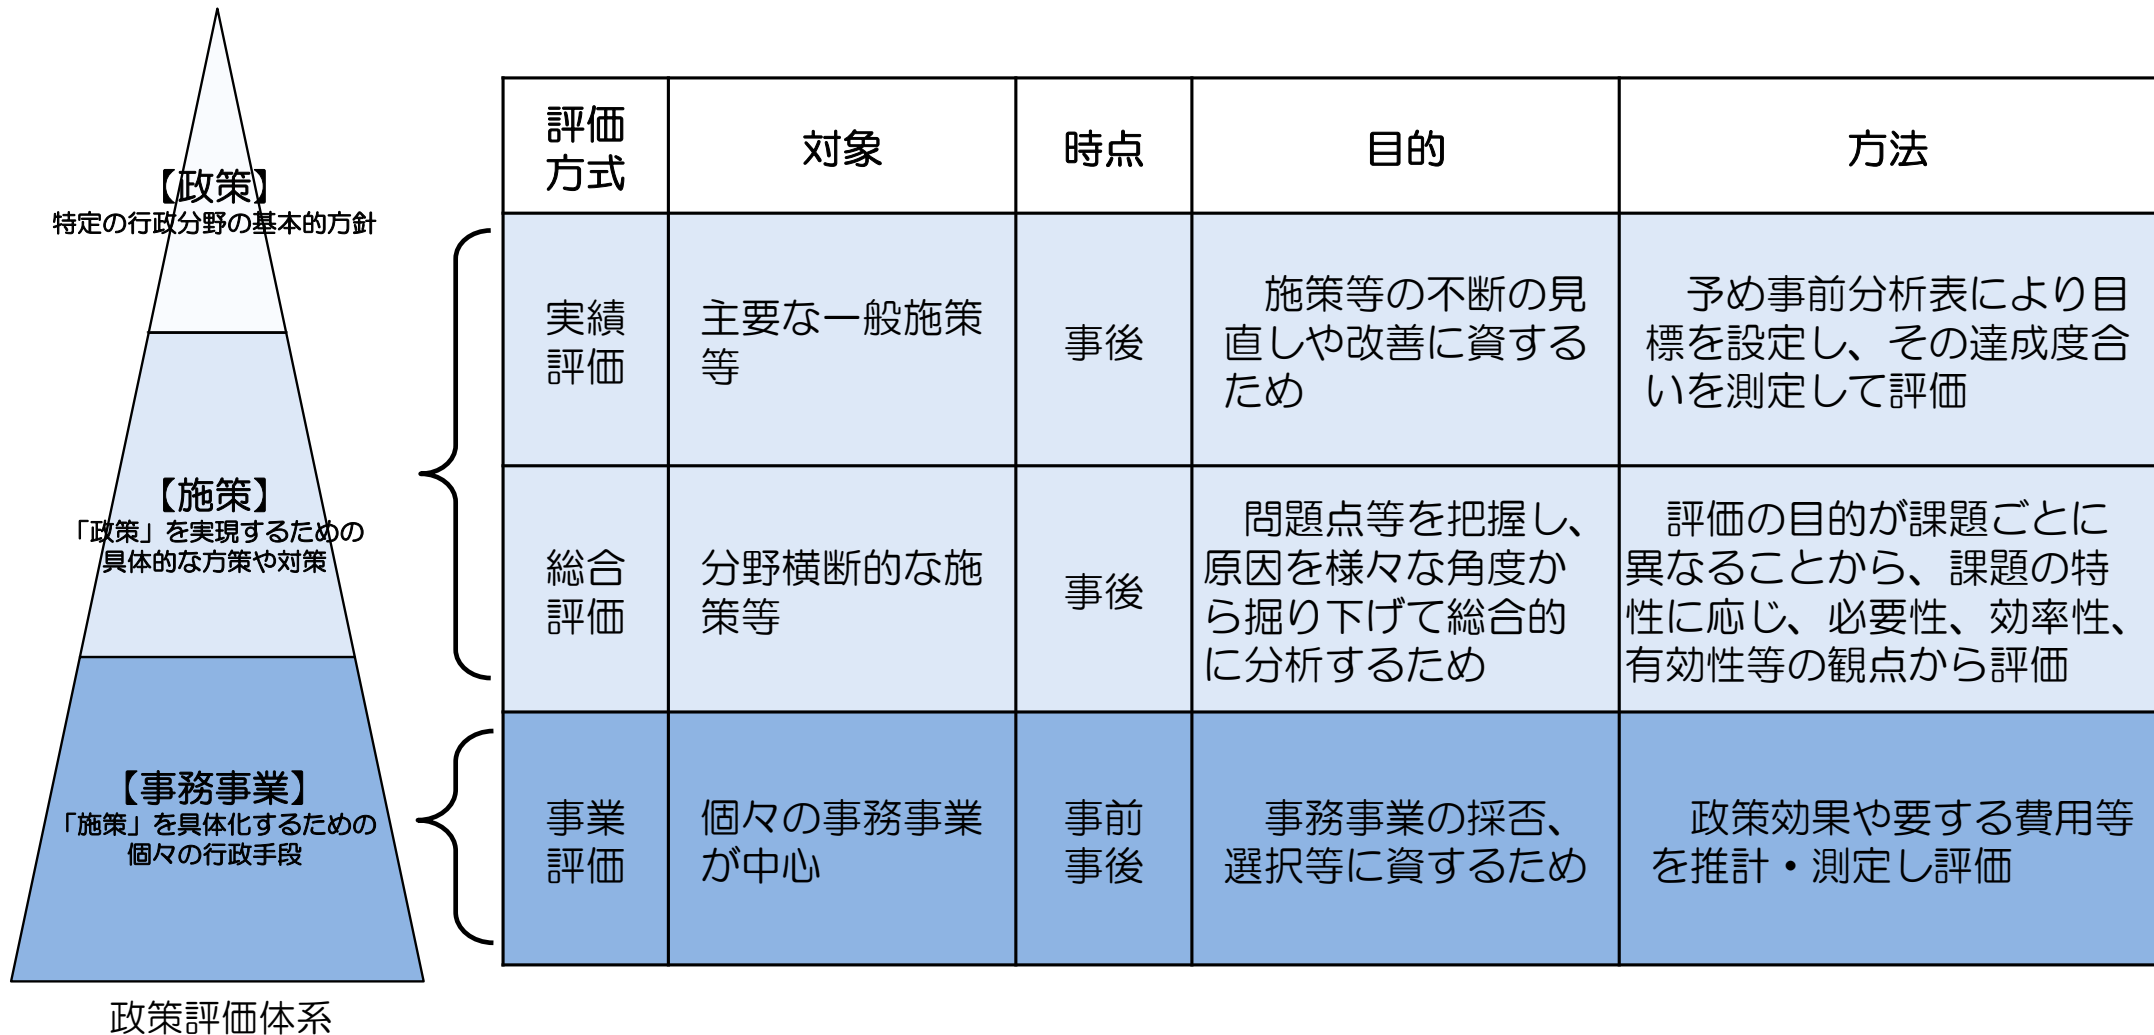 【政策】
特定の行政分野の基本的方針
【施策】
「政策」を実現するための
具体的な方策や対策
【事務事業】
「施策」を具体化するための
個々の行政手段
政策評価体系
評価
方式
対象
時点
目的
方法
実績
評価
主要な一般施策
等
事後
施策等の不断の見
直しや改善に資する
ため
予め事前分析表により目
標を設定し、その達成度合
いを測定して評価
総合
評価
分野横断的な施
策等
事後
問題点等を把握し、
原因を様々な角度か
ら掘り下げて総合的
に分析するため
評価の目的が課題ごとに
異なることから、課題の特
性に応じ、必要性、効率性、
有効性等の観点から評価
事業
評価
個々の事務事業
が中心
事前
事後
事務事業の採否、
選択等に資するため
政策効果や要する費用等
を推計・測定し評価